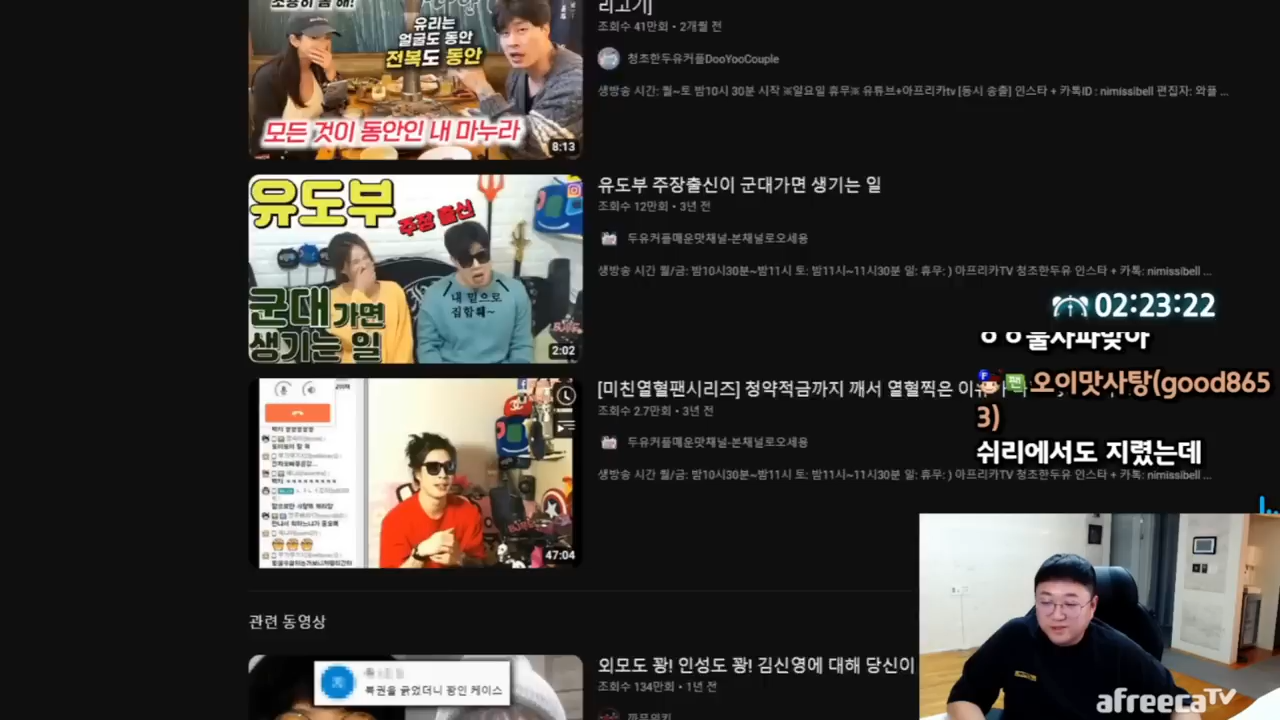 유리는
얼굴도 동안
전복도 동안
모든 것이 동안인 내 마누라
8:13
리고기]
조회수 41만회 • 2개월 전
청조한두유커플DooYooCouple
생방송 시간: 월~토 밤10시 30분 시작 ※일요일 휴무※ 유튜브+아프리카tv [동시 송출] 인스타 + 카톡ID : nimissibell 편집자: 와플 ...
유도부
주장 출신
내 밑으로
집합해~
군대가면
생기는 일
2:02
유도부 주장출신이 군대가면 생기는 일
조회수 12만회 • 3년 전
두유커플매운맛채널-본채널로오세용
생방송 시간 월/금: 밤10시30분~밤11시 토: 밤11시~11시30분 일: 휴무: ) 아프리카TV 청조한두유 인스타 + 카톡: nimissibell ...
02:23:22
오이맛사탕(good865
3)
쉬리에서도 지렸는데
47:04
[미친열혈팬시리즈] 청약적금까지 깨서 열혈찍은
조회수 2.7만회 • 3년 전
두유커플매운맛채널-본채널로오세용
생방송 시간 월/금: 밤10시30분~밤11시 토: 밤11시~11시30분 일: 휴무: ) 아프리카TV 청조한두유 인스타 + 카톡: nimissibell ...
관련 동영상
복권을 긁었더니 꽝인 케이스
외모도 꽝! 인성도 꽝! 김신영에 대해 당신이
조회수 134만회 • 1년 전
afreecaTV